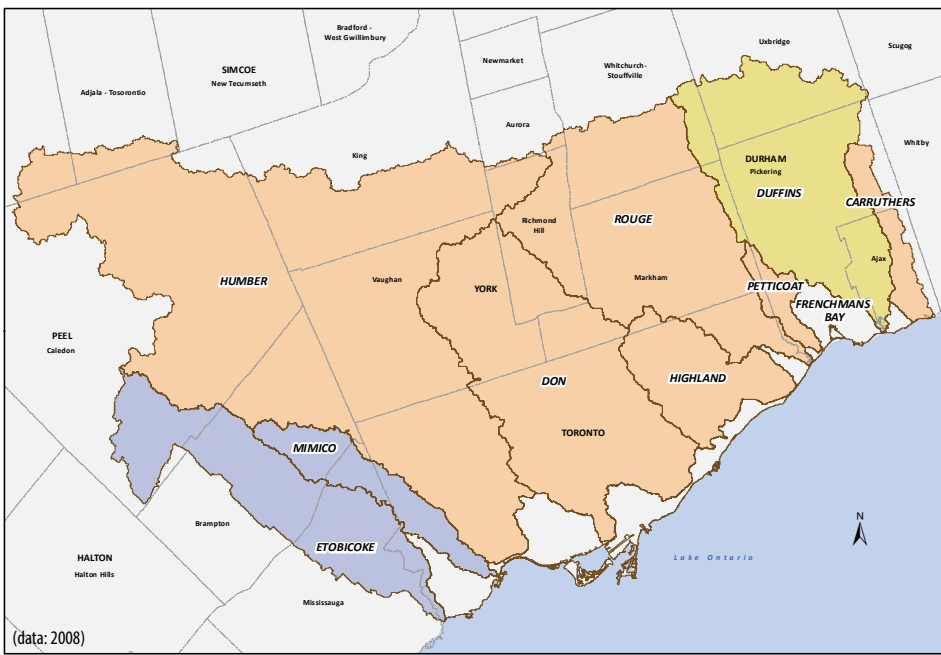 Bradford -
West Gwillimbury
Uxbridge
Scugog
Newmarket
Whitchurch-
Stouffville
SIMCOE
New Tecumseth
Adjala - Tosorontio
Aurora
Whitby
King
DURHAM
Pickering
DUFFINS
CARRUTHERS
Richmond
Hill
ROUGE
Ajax
HUMBER
Vaughan
Markham
YORK
PETTICOAT
FRENCHMANS
BAY
PEEL
Caledon
DON
HIGHLAND
TORONTO
MIMICO
Brampton
ETOBICOKE
N
HALTON
Halton Hills
Lake Ontario
Mississauga
(data: 2008)